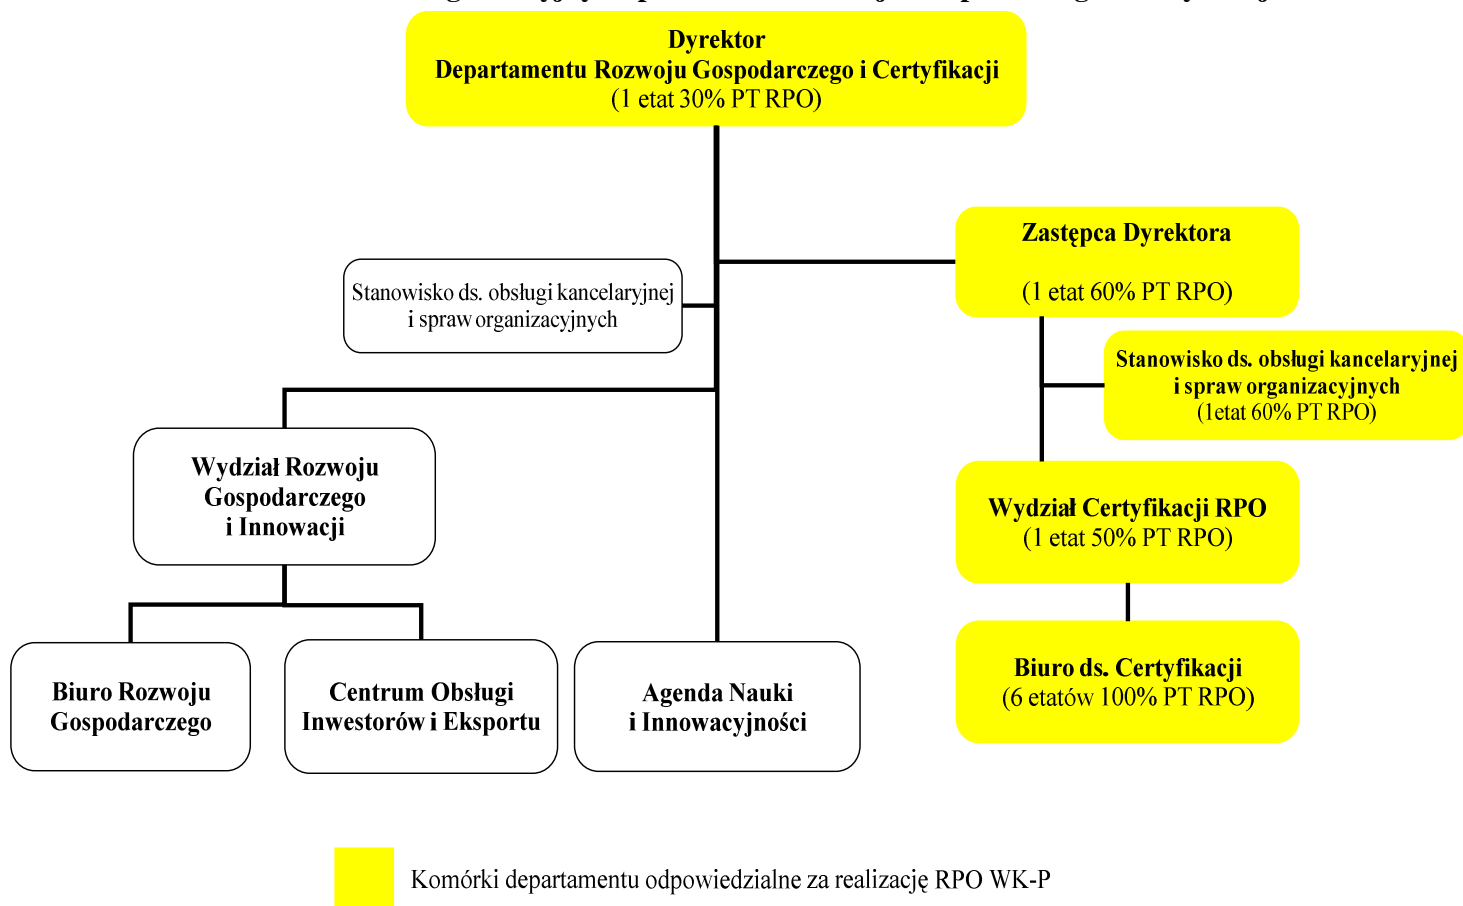 Dyrektor
Departamentu Rozwoju Gospodarczego i Certyfikacji
(1 etat 30% PT RPO)
Zastępca Dyrektora
(1 etat 60% PT RPO)
Stanowisko ds. obsługi kancelaryjnej
i spraw organizacyjnych
Stanowisko ds. obsługi kancelaryjnej
i spraw organizacyjnych
(1etat 60% PT RPO)
Wydział Rozwoju
Gospodarczego
i Innowacji
Wydział Certyfikacji RPO
(1 etat 50% PT RPO)
Biuro Rozwoju
Gospodarczego
Centrum Obsługi
Inwestorów i Eksportu
Agenda Nauki
i Innowacyjności
Biuro ds. Certyfikacji
(6 etatów 100% PT RPO)
Komórki departamentu odpowiedzialne za realizację RPO WK-P